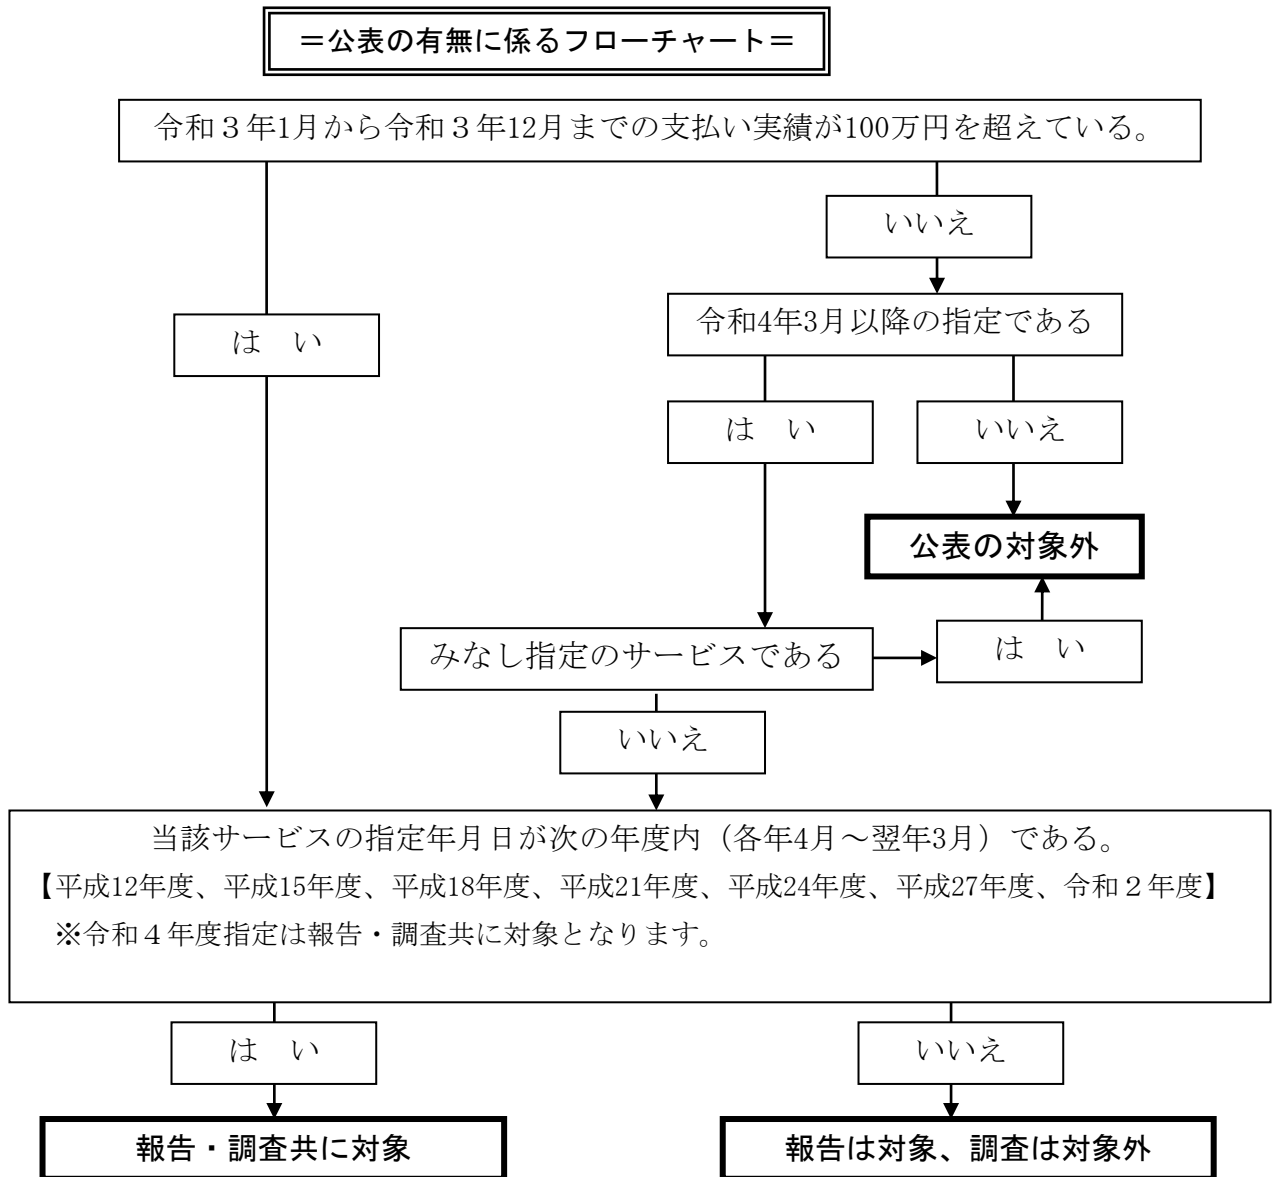 ＝公表の有無に係るフローチャート＝
令和３年1月から令和３年12月までの支払い実績が100万円を超えている。
いいえ
令和4年3月以降の指定である
は　い
は　い
いいえ
公表の対象外
みなし指定のサービスである
は　い
いいえ
当該サービスの指定年月日が次の年度内（各年4月～翌年3月）である。
【平成12年度、平成15年度、平成18年度、平成21年度、平成24年度、平成27年度、令和２年度】
※令和４年度指定は報告・調査共に対象となります。
は　い
いいえ
報告・調査共に対象
報告は対象、調査は対象外